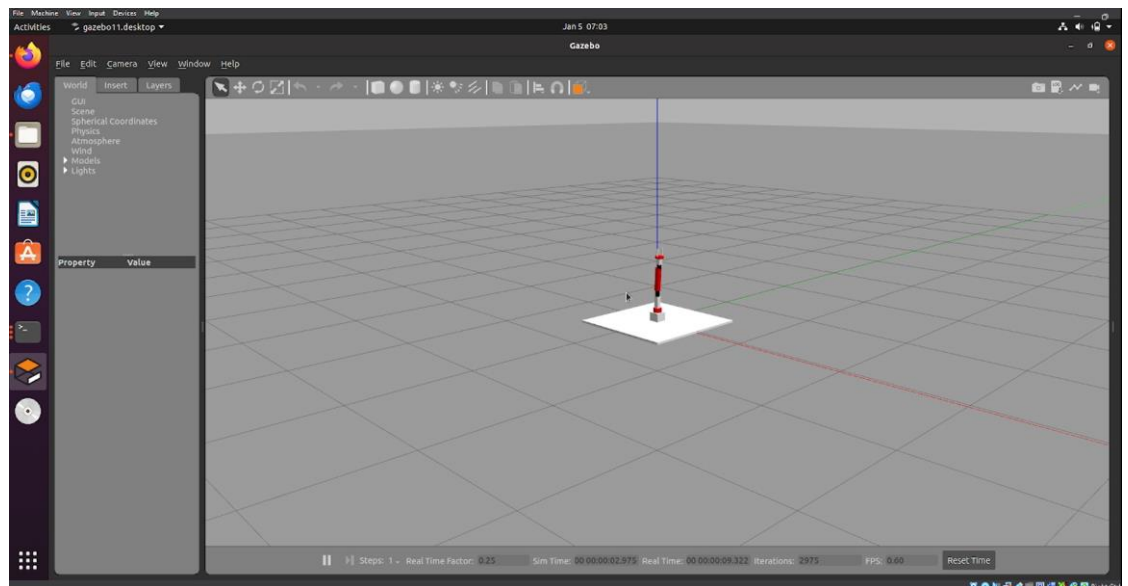 File Machine View Input Devices Help
Activities gazebo11.desktop Jan 5 07:03
Gazebo
File Edit Camera View Window Help
World Insert Layers
GUI
Scene
Spherical Coordinates
Physics
Atmosphere
Wind
Models
Lights
Property Value
Steps: 1 Real Time Factor: 0.25 Sim Time: 00 00:00:02.975 Real Time: 00 00:00:09.322 Iterations: 2975 FPS: 0.00 Reset Time